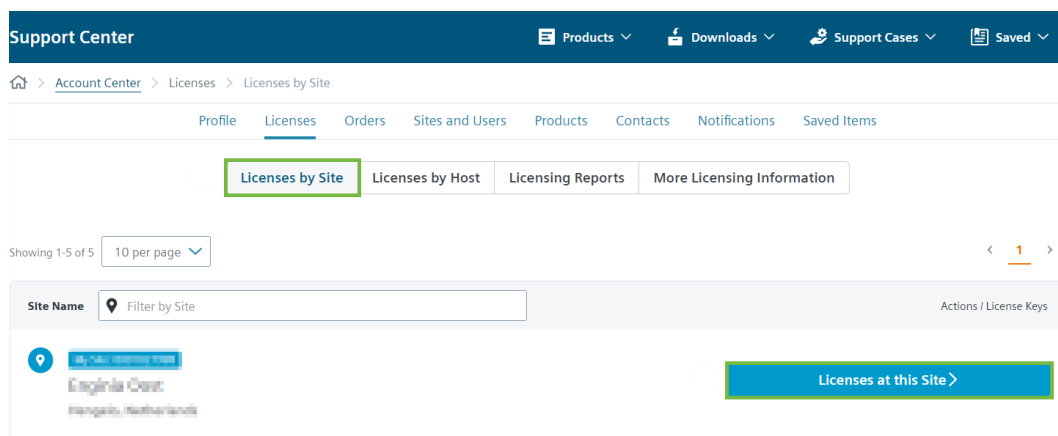 Support Center Products Downloads Support Cases Saved
Account Center > Licenses > Licenses by Site
Profile Licenses Orders Sites and Users Products Contacts Notifications Saved Items
Licenses by Site Licenses by Host Licensing Reports More Licensing Information
Showing 1-5 of 5 10 per page < 1 >
Site Name Filter by Site Actions / License Keys
Licenses at this Site >